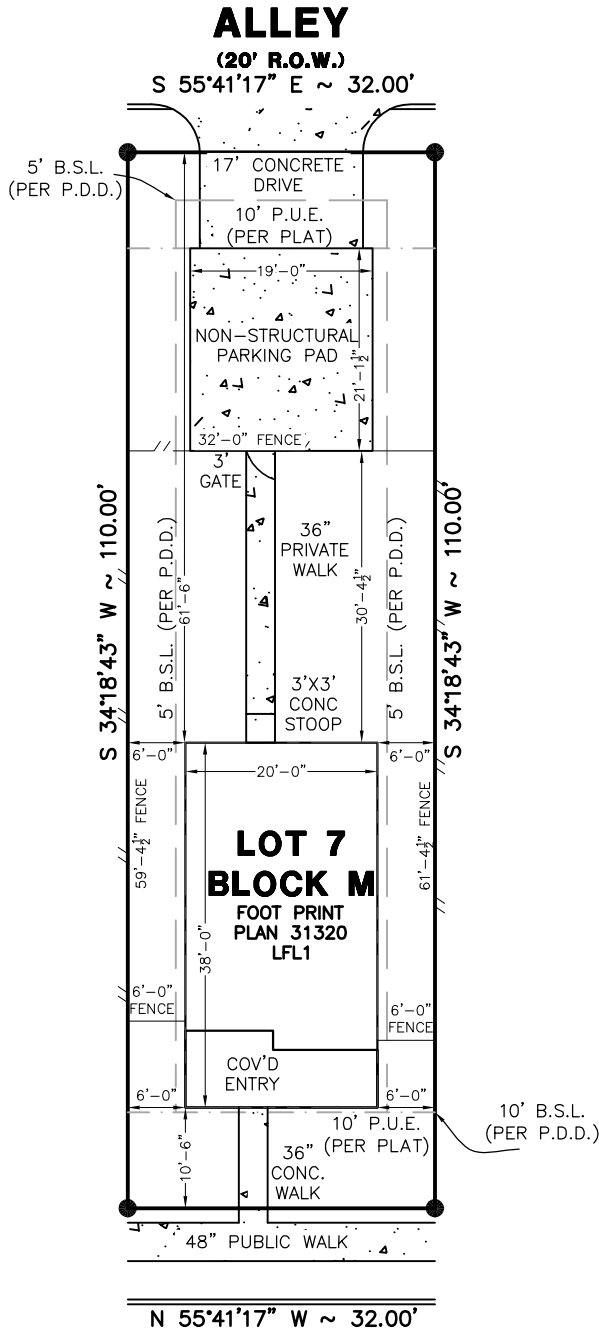 ALLEY
(20' R.O.W.)
S 55°41'17" E ~ 32.00'
5' B.S.L.
(PER P.D.D.)
17' CONCRETE
DRIVE
10' P.U.E.
(PER PLAT)
19'-0"
NON-STRUCTURAL
PARKING PAD
21'-1½"
32'-0" FENCE
3'
GATE
36"
PRIVATE
WALK
S 34°18'43" W ~ 110.00'
5' B.S.L. (PER P.D.D.)
61'-6"
30'-4½"
5' B.S.L. (PER P.D.D.)
S 34°18'43" W ~ 110.00'
3'X3'
CONC
STOOP
6'-0"
6'-0"
20'-0"
59'-4½" FENCE
61'-4½" FENCE
LOT 7
BLOCK M
FOOT PRINT
PLAN 31320
LFL1
38'-0"
6'-0"
FENCE
6'-0"
FENCE
COV'D
ENTRY
6'-0"
6'-0"
10' B.S.L.
(PER P.D.D.)
10' P.U.E.
(PER PLAT)
10'-6"
36"
CONC.
WALK
48" PUBLIC WALK
N 55°41'17" W ~ 32.00'